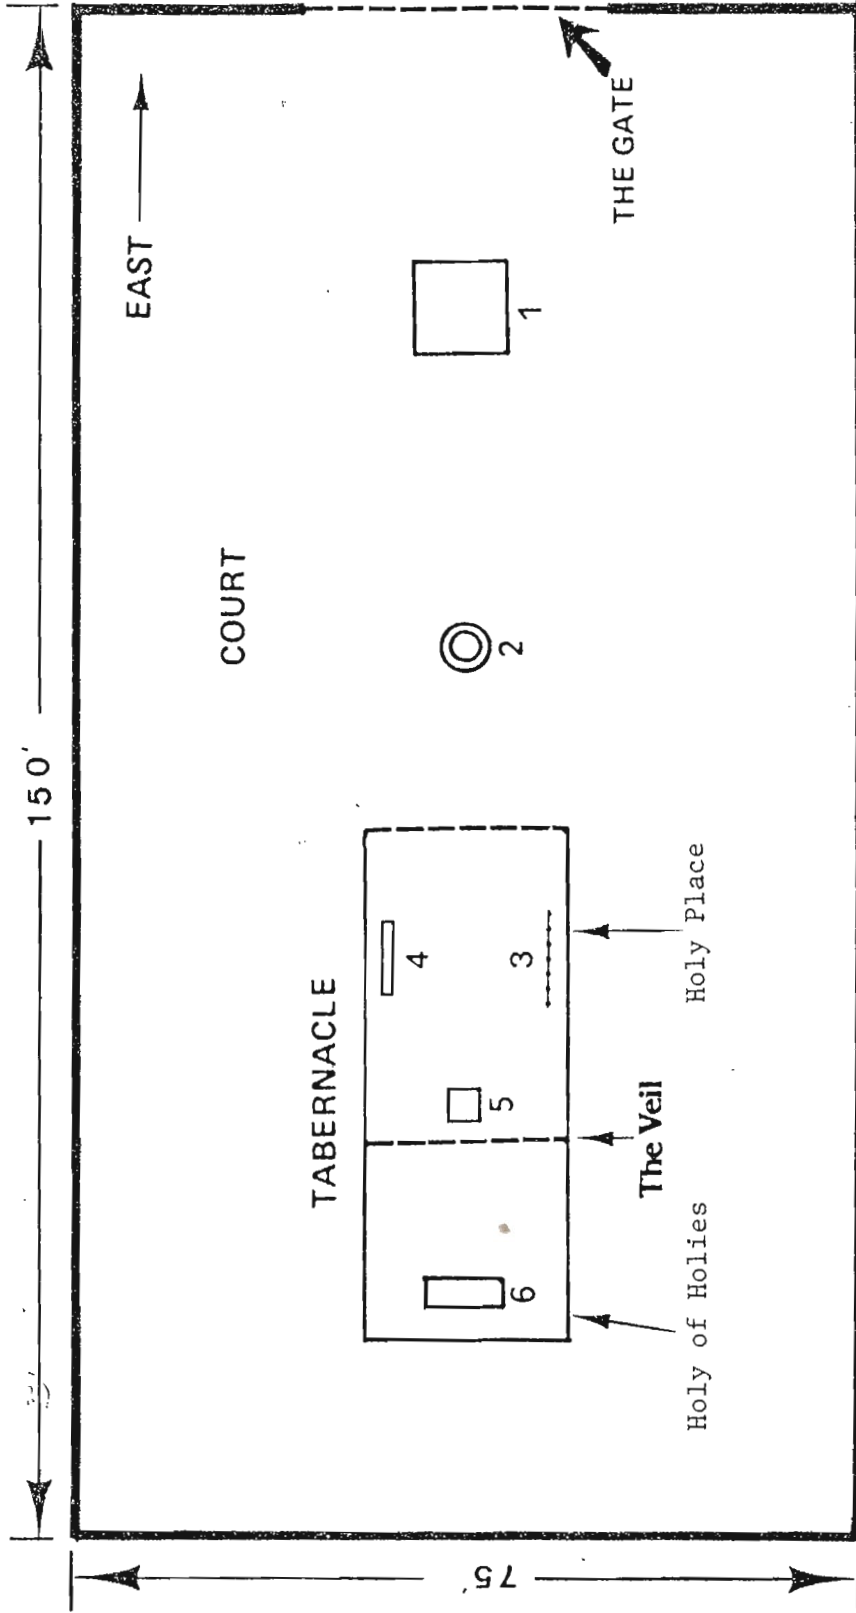 150'
75'
EAST
COURT
TABERNACLE
THE GATE
1
2
4
3
5
6
Holy Place
The Veil
Holy of Holies